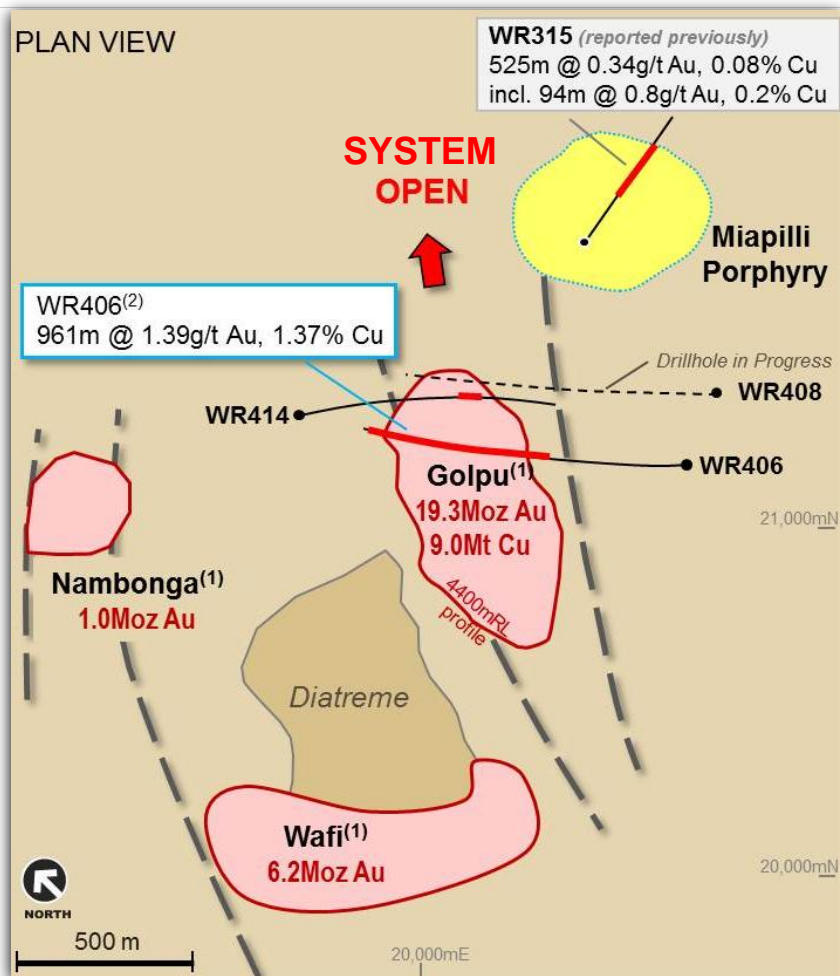 PLAN VIEW
WR315 (reported previously)
525m @ 0.34g/t Au, 0.08% Cu
incl. 94m @ 0.8g/t Au, 0.2% Cu
SYSTEM
OPEN
Miapilli
Porphyry
WR406(2)
961m @ 1.39g/t Au, 1.37% Cu
Drillhole in Progress
WR408
WR414
WR406
Golpu(1)
19.3Moz Au
9.0Mt Cu
21,000mN
Nambonga(1)
1.0Moz Au
4400mRL
profile
Diatreme
Wafi(1)
6.2Moz Au
20,000mN
NORTH
500 m
20,000mE